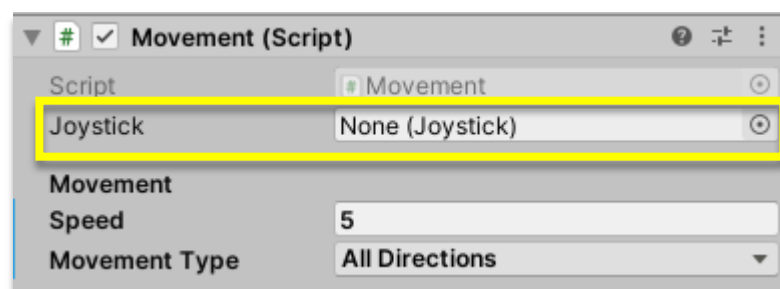 Movement (Script)
Script Movement
Joystick None (Joystick)
Movement
Speed 5
Movement Type All Directions